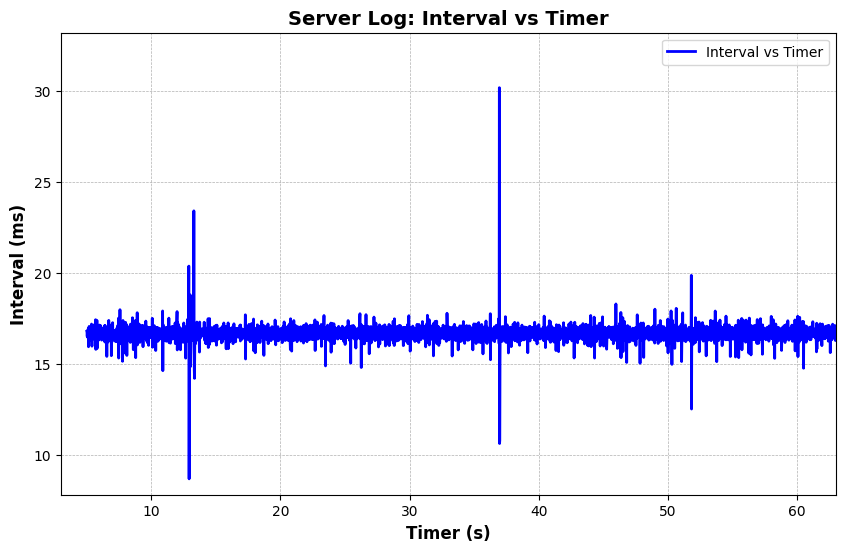 Server Log: Interval vs Timer
Interval vs Timer
30
25
20
15
10
Interval (ms)
10 20 30 40 50 60
Timer (s)